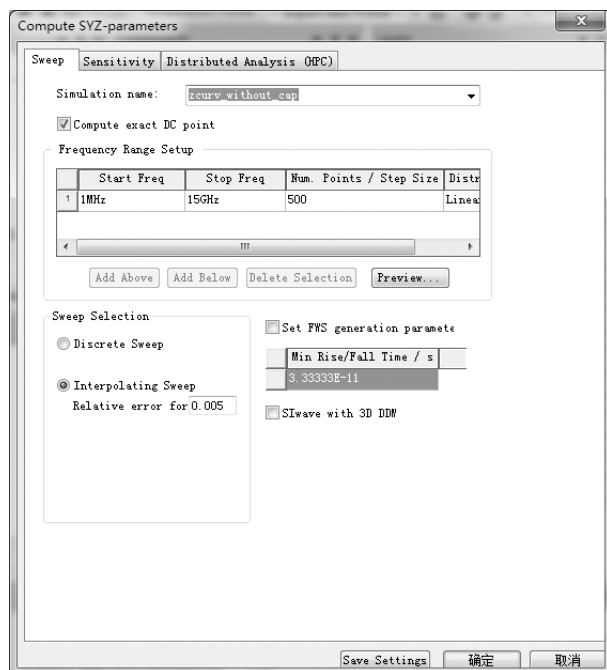 Compute SYZ-parameters
x
Sweep Sensitivity Distributed Analysis (HPC)
Simulation name: zcurv_without_cap
Compute exact DC point
Frequency Range Setup
Start Freq Stop Freq Num. Points / Step Size Distr
1 1MHz 15GHz 500 Linea
Add Above Add Below Delete Selection Preview...
Sweep Selection
Set FWS generation paramete
Discrete Sweep
Min Rise/Fall Time / s
3.33333E-11
Interpolating Sweep
Relative error for 0.005
SIwave with 3D DDM
Save Settings 确定 取消